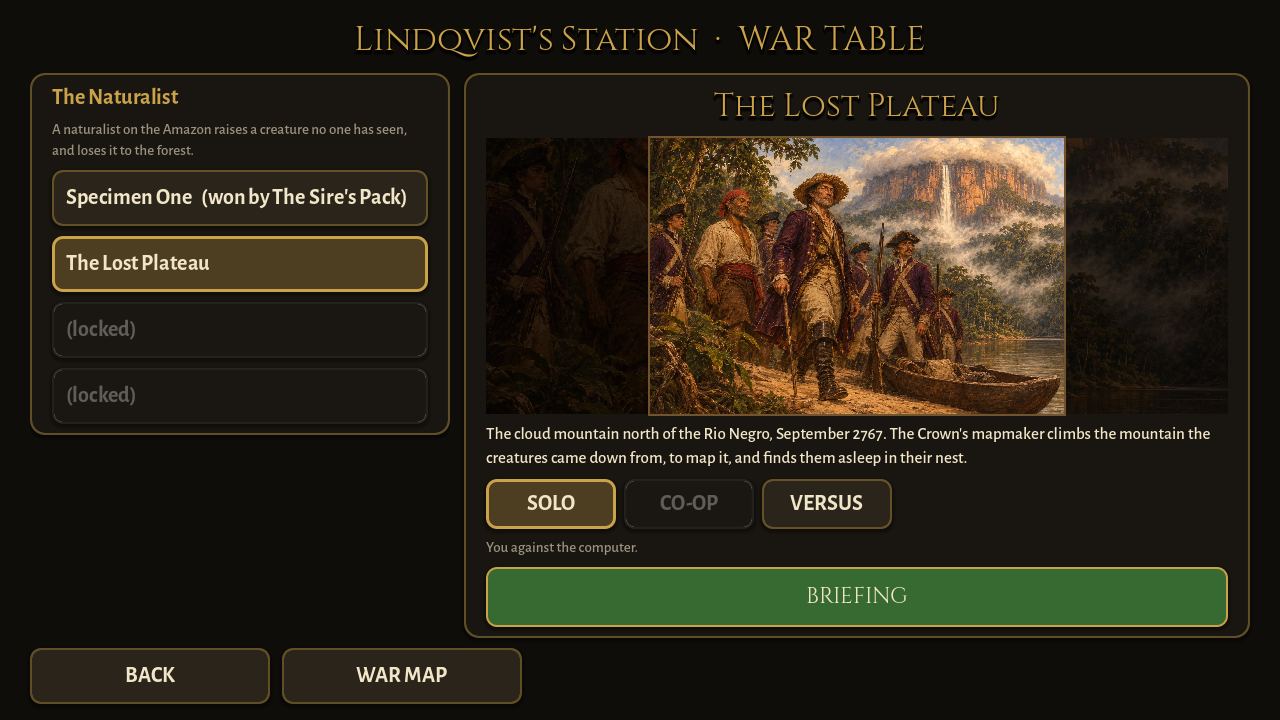 Lindqvist's Station · WAR TABLE
The Naturalist
A naturalist on the Amazon raises a creature no one has seen,
and loses it to the forest.
Specimen One (won by The Sire's Pack)
The Lost Plateau
(locked)
(locked)
The Lost Plateau
The cloud mountain north of the Rio Negro, September 2767. The Crown's mapmaker climbs the mountain the
creatures came down from, to map it, and finds them asleep in their nest.
SOLO
CO-OP
VERSUS
You against the computer.
BRIEFING
BACK
WAR MAP